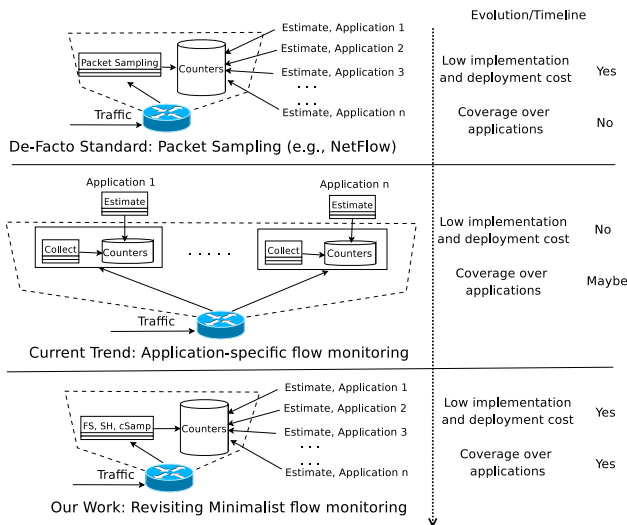 Evolution/Timeline
Estimate, Application 1
Estimate, Application 2
Packet Sampling
Counters
Estimate, Application 3
. . .
. . .
Estimate, Application n
Traffic
Low implementation
and deployment cost
Yes
Coverage over
applications
No
De-Facto Standard: Packet Sampling (e.g., NetFlow)
Application 1
Application n
Estimate
Estimate
Collect
Counters
. . . . .
Collect
Counters
Traffic
Low implementation
and deployment cost
No
Coverage over
applications
Maybe
Current Trend: Application-specific flow monitoring
Estimate, Application 1
Estimate, Application 2
FS, SH, cSamp
Counters
Estimate, Application 3
. . .
. . .
Estimate, Application n
Traffic
Low implementation
and deployment cost
Yes
Coverage over
applications
Yes
Our Work: Revisiting Minimalist flow monitoring